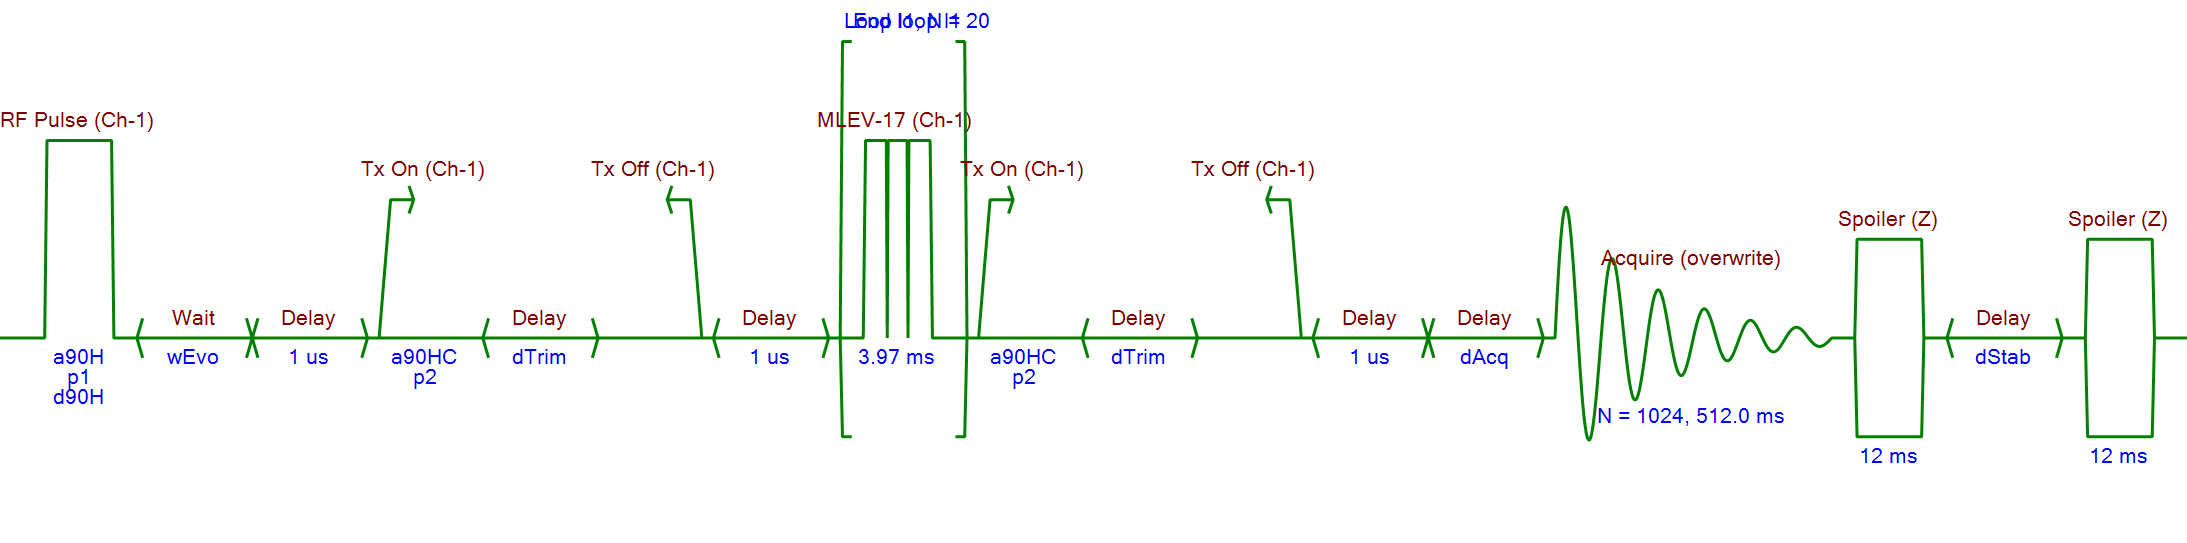 Loop l1, N = 20
End loop l1
RF Pulse (Ch-1)
MLEV-17 (Ch-1)
Tx On (Ch-1)
Tx Off (Ch-1)
Tx On (Ch-1)
Tx Off (Ch-1)
Spoiler (Z)
Spoiler (Z)
Acquire (overwrite)
Wait
Delay
Delay
Delay
Delay
Delay
Delay
Delay
a90H
p1
d90H
wEvo
1 us
a90HC
p2
dTrim
1 us
3.97 ms
a90HC
p2
dTrim
1 us
dAcq
dStab
N = 1024, 512.0 ms
12 ms
12 ms